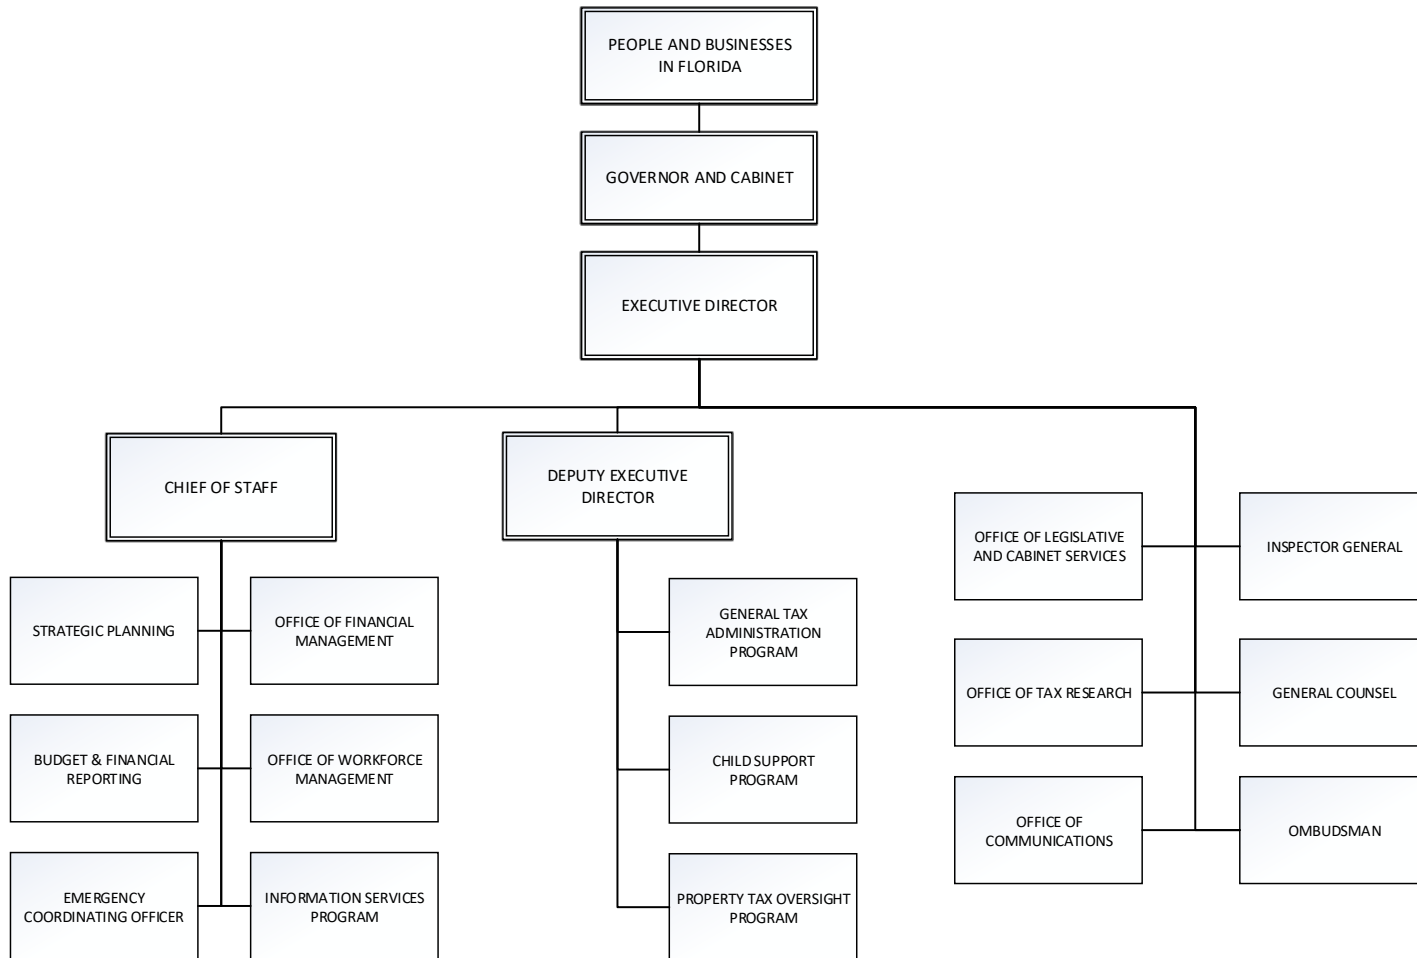 PEOPLE AND BUSINESSES
IN FLORIDA
GOVERNOR AND CABINET
EXECUTIVE DIRECTOR
CHIEF OF STAFF
DEPUTY EXECUTIVE
DIRECTOR
STRATEGIC PLANNING
OFFICE OF FINANCIAL
MANAGEMENT
BUDGET & FINANCIAL
REPORTING
OFFICE OF WORKFORCE
MANAGEMENT
EMERGENCY
COORDINATING OFFICER
INFORMATION SERVICES
PROGRAM
GENERAL TAX
ADMINISTRATION
PROGRAM
CHILD SUPPORT
PROGRAM
PROPERTY TAX OVERSIGHT
PROGRAM
OFFICE OF LEGISLATIVE
AND CABINET SERVICES
INSPECTOR GENERAL
OFFICE OF TAX RESEARCH
GENERAL COUNSEL
OFFICE OF
COMMUNICATIONS
OMBUDSMAN